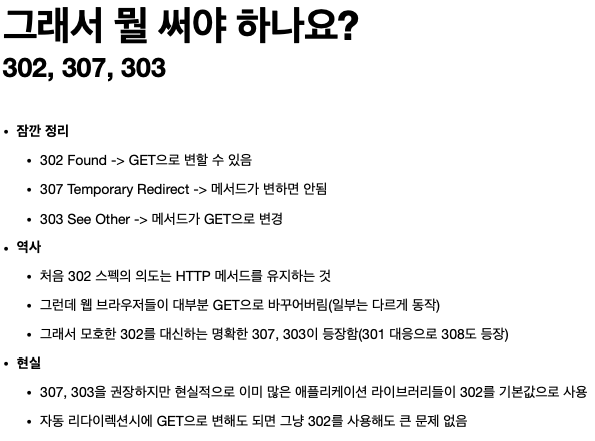 그래서 뭘 써야 하나요?
302, 307, 303
• 잠깐 정리
• 302 Found -> GET으로 변할 수 있음
• 307 Temporary Redirect -> 메서드가 변하면 안됨
• 303 See Other -> 메서드가 GET으로 변경
• 역사
• 처음 302 스펙의 의도는 HTTP 메서드를 유지하는 것
• 그런데 웹 브라우저들이 대부분 GET으로 바꾸어버림(일부는 다르게 동작)
• 그래서 모호한 302를 대신하는 명확한 307, 303이 등장함(301 대응으로 308도 등장)
• 현실
• 307, 303을 권장하지만 현실적으로 이미 많은 애플리케이션 라이브러리들이 302를 기본값으로 사용
• 자동 리다이렉션시에 GET으로 변해도 되면 그냥 302를 사용해도 큰 문제 없음